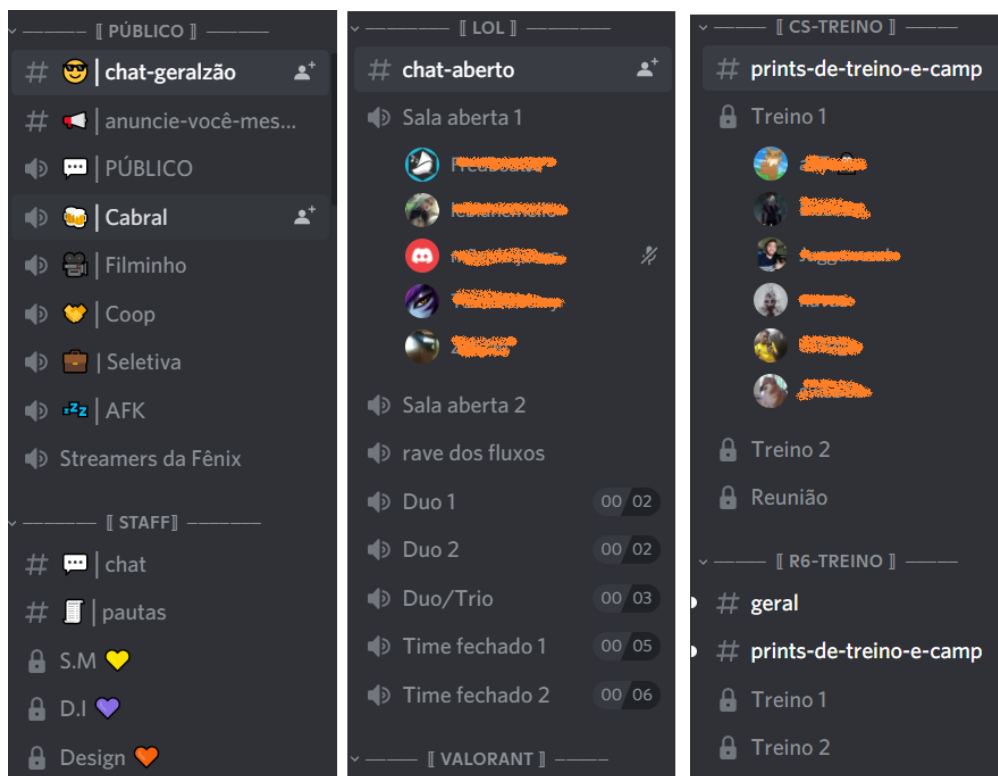 [ PÚBLICO ]
# 😎 | chat-geralzão
# 📢 | anuncie-você-mes...
💬 | PÚBLICO
🍻 | Cabral
🎥 | Filminho
🤝 | Coop
💼 | Seletiva
💤 | AFK
Streamers da Fênix
[ STAFF]
# 💬 | chat
# 📜 | pautas
S.M 💛
D.I 💜
Design 🧡
[ LOL ]
# chat-aberto
Sala aberta 1
Sala aberta 2
rave dos fluxos
Duo 1 00 02
Duo 2 00 02
Duo/Trio 00 03
Time fechado 1 00 05
Time fechado 2 00 06
[ VALORANT ]
[ CS-TREINO ]
# prints-de-treino-e-camp
Treino 1
Treino 2
Reunião
[ R6-TREINO ]
# geral
# prints-de-treino-e-camp
Treino 1
Treino 2